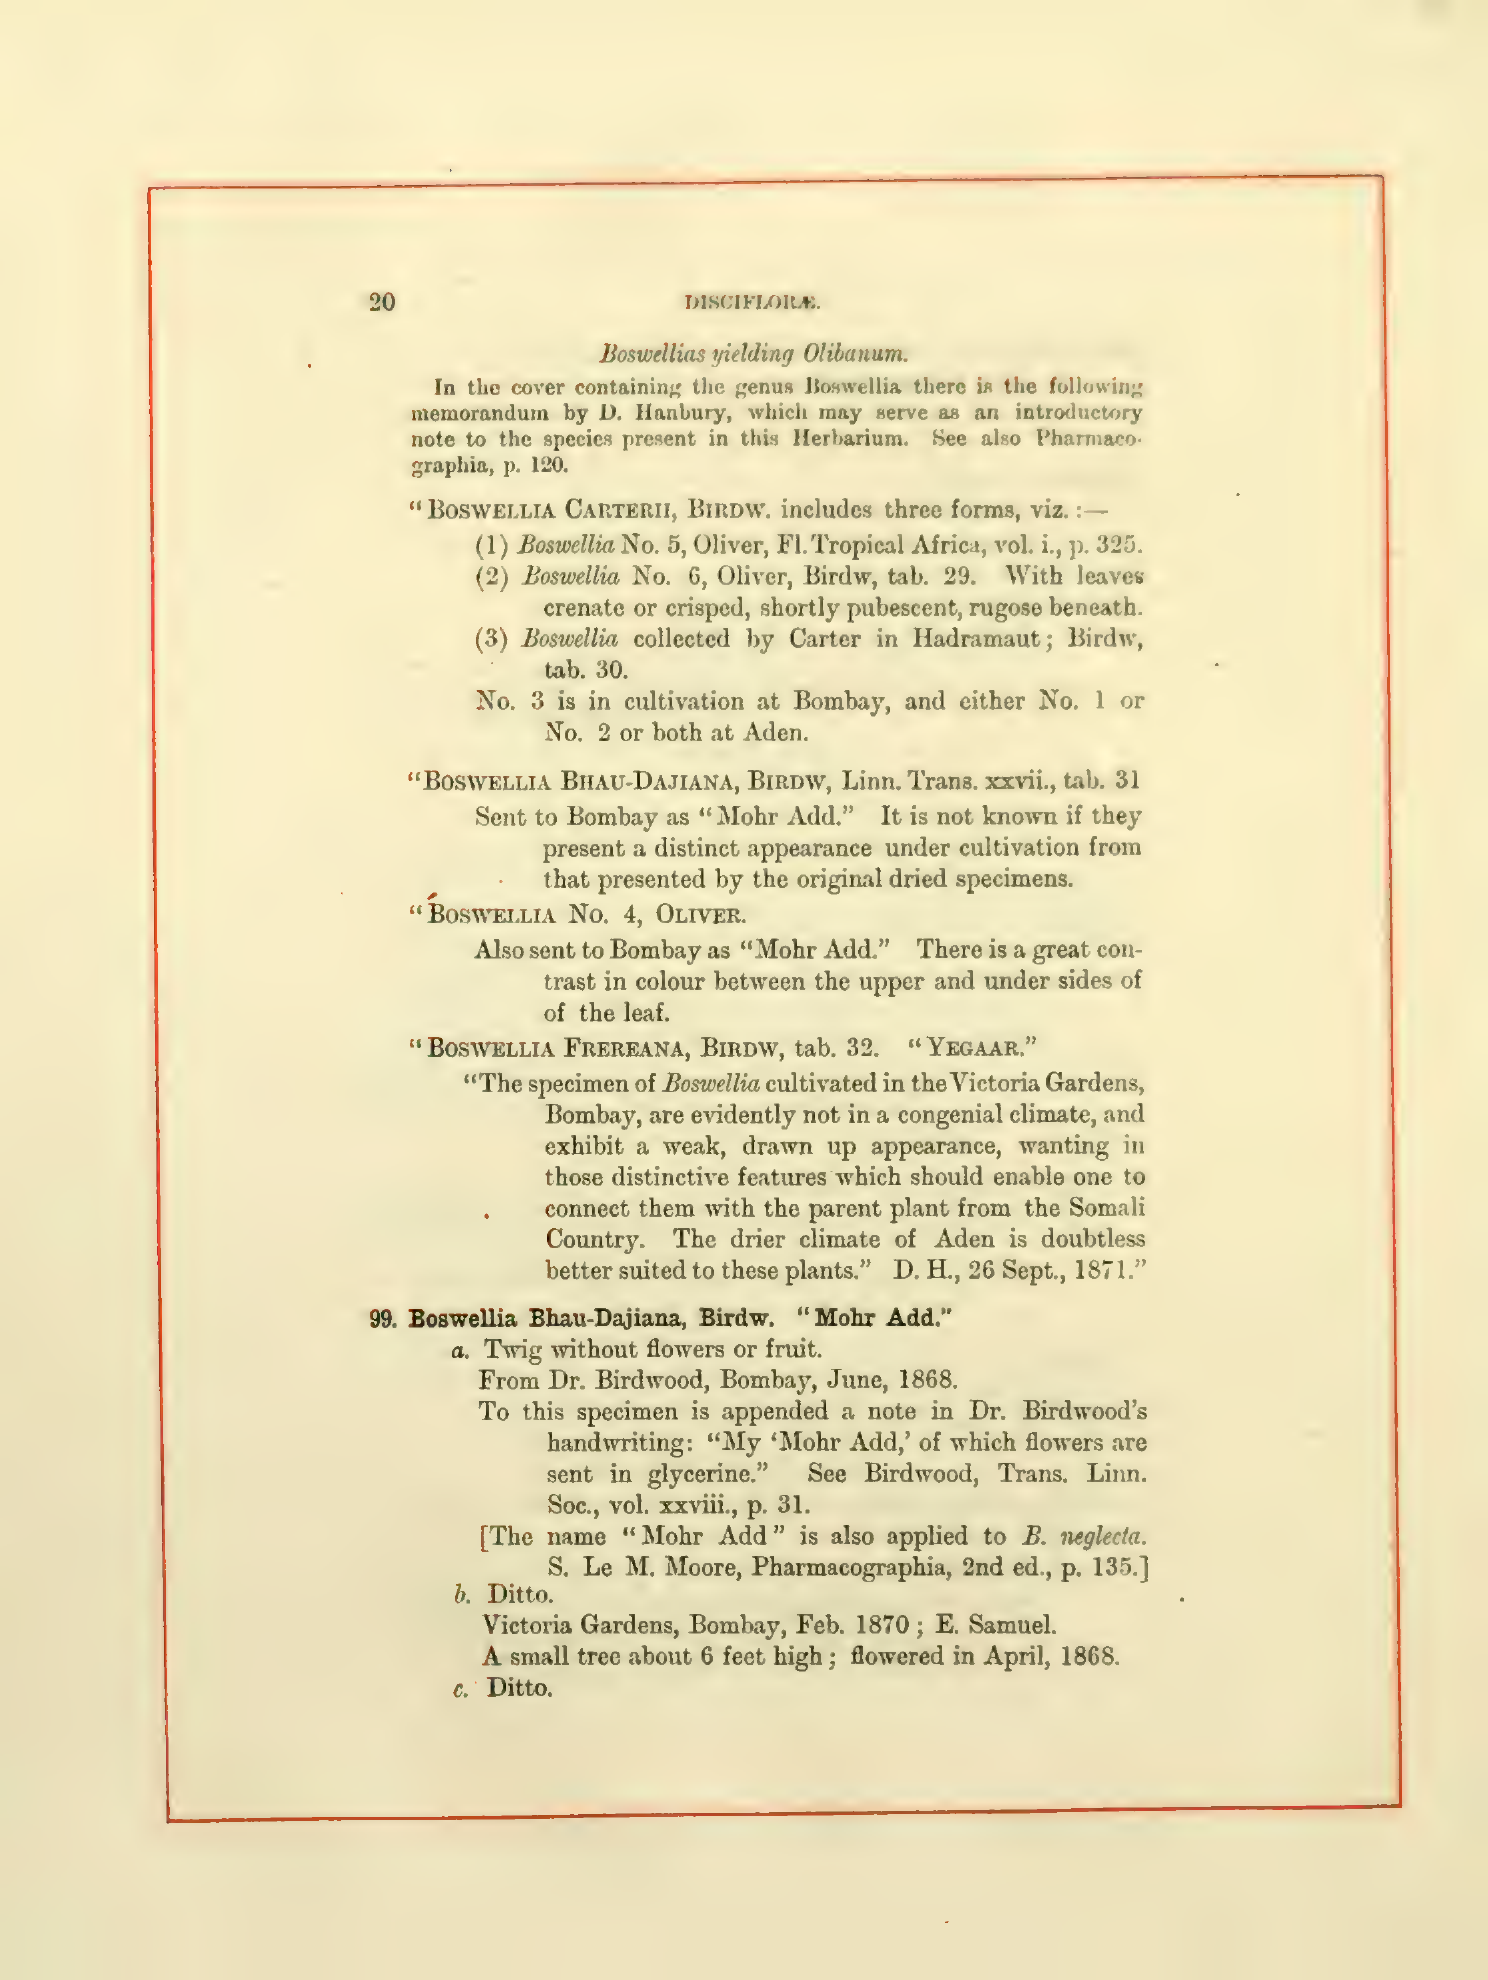 20 DISCIFLORÆ.
Boswellias yielding Olibanum.
In the cover containing the genus Boswellia there is the following
memorandum by D. Hanbury, which may serve as an introductory
note to the species present in this Herbarium. See also Pharmaco-
graphia, p. 120.
“BOSWELLIA CARTERII, BIRDW. includes three forms, viz. :—
(1) Boswellia No. 5, Oliver, Fl. Tropical Africa, vol. i., p. 325.
(2) Boswellia No. 6, Oliver, Birdw, tab. 29. With leaves
crenate or crisped, shortly pubescent, rugose beneath.
(3) Boswellia collected by Carter in Hadramaut; Birdw,
tab. 30.
No. 3 is in cultivation at Bombay, and either No. 1 or
No. 2 or both at Aden.
“BOSWELLIA BHAU-DAJIANA, BIRDW, Linn. Trans. xxvii., tab. 31
Sent to Bombay as “Mohr Add.” It is not known if they
present a distinct appearance under cultivation from
that presented by the original dried specimens.
“BOSWELLIA No. 4, OLIVER.
Also sent to Bombay as “Mohr Add.” There is a great con-
trast in colour between the upper and under sides of
of the leaf.
“BOSWELLIA FREREANA, BIRDW, tab. 32. “YEGAAR.”
“The specimen of Boswellia cultivated in the Victoria Gardens,
Bombay, are evidently not in a congenial climate, and
exhibit a weak, drawn up appearance, wanting in
those distinctive features which should enable one to
connect them with the parent plant from the Somali
Country. The drier climate of Aden is doubtless
better suited to these plants.” D. H., 26 Sept., 1871.”
99. Boswellia Bhau-Dajiana, Birdw. “Mohr Add.”
a. Twig without flowers or fruit.
From Dr. Birdwood, Bombay, June, 1868.
To this specimen is appended a note in Dr. Birdwood’s
handwriting: “My ‘Mohr Add,’ of which flowers are
sent in glycerine.” See Birdwood, Trans. Linn.
Soc., vol. xxviii., p. 31.
[The name “Mohr Add” is also applied to B. neglecta.
S. Le M. Moore, Pharmacographia, 2nd ed., p. 135.]
b. Ditto.
Victoria Gardens, Bombay, Feb. 1870; E. Samuel.
A small tree about 6 feet high; flowered in April, 1868.
c. Ditto.